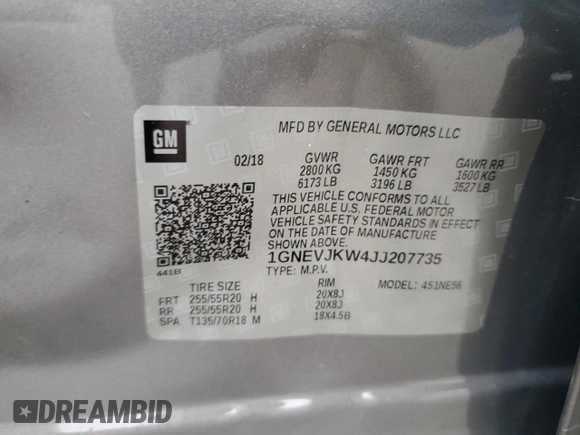 GM
MFD BY GENERAL MOTORS LLC
02/18 GVWR GAWR FRT GAWR RR
2800 KG 1450 KG 1600 KG
6173 LB 3196 LB 3527 LB
THIS VEHICLE CONFORMS TO ALL
APPLICABLE U.S. FEDERAL MOTOR
VEHICLE SAFETY STANDARDS IN EFFECT
ON THE DATE OF MANUFACTURE
SHOWN ABOVE.
441B
1GNEVJKW4JJ207735
TYPE: M.P.V. MODEL: 451NE56
TIRE SIZE RIM
FRT 255/55R20 H 20X8J
RR 255/55R20 H 20X8J
SPA T135/70R18 M 18X4.5B
DREAMBID